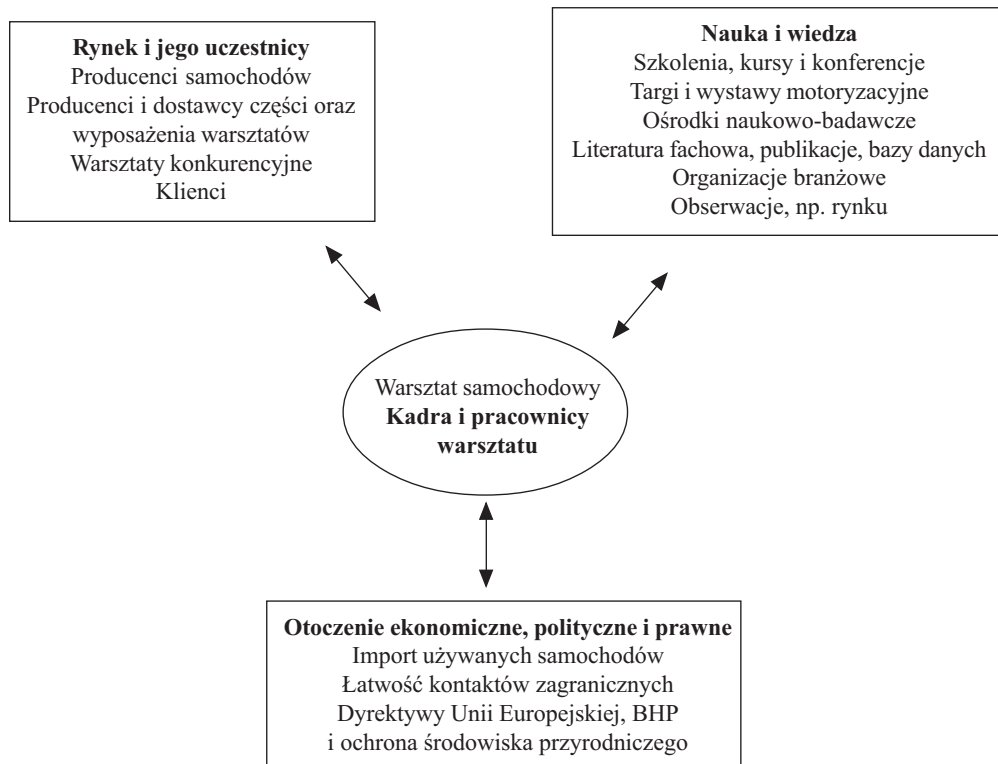 Rynek i jego uczestnicy
Producenci samochodów
Producenci i dostawcy części oraz
wyposażenia warsztatów
Warsztaty konkurencyjne
Klienci
Nauka i wiedza
Szkolenia, kursy i konferencje
Targi i wystawy motoryzacyjne
Ośrodki naukowo-badawcze
Literatura fachowa, publikacje, bazy danych
Organizacje branżowe
Obserwacje, np. rynku
Warsztat samochodowy
Kadra i pracownicy
warsztatu
Otoczenie ekonomiczne, polityczne i prawne
Import używanych samochodów
Łatwość kontaktów zagranicznych
Dyrektywy Unii Europejskiej, BHP
i ochrona środowiska przyrodniczego